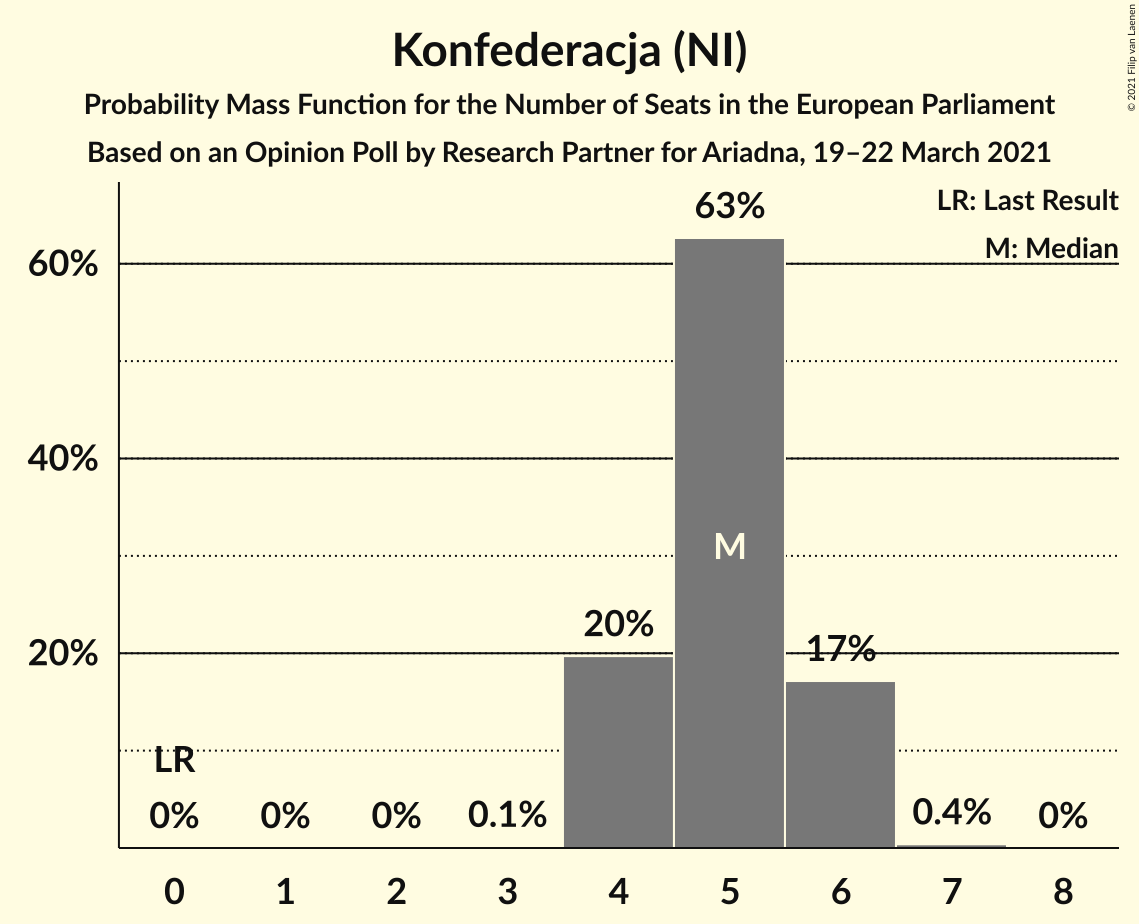 Konfederacja (NI)
Probability Mass Function for the Number of Seats in the European Parliament
Based on an Opinion Poll by Research Partner for Ariadna, 19–22 March 2021
© 2021 Filip van Laenen
LR: Last Result
M: Median
60%
40%
20%
LR
0%
0%
0%
0.1%
20%
63%
M
17%
0.4%
0%
0 1 2 3 4 5 6 7 8